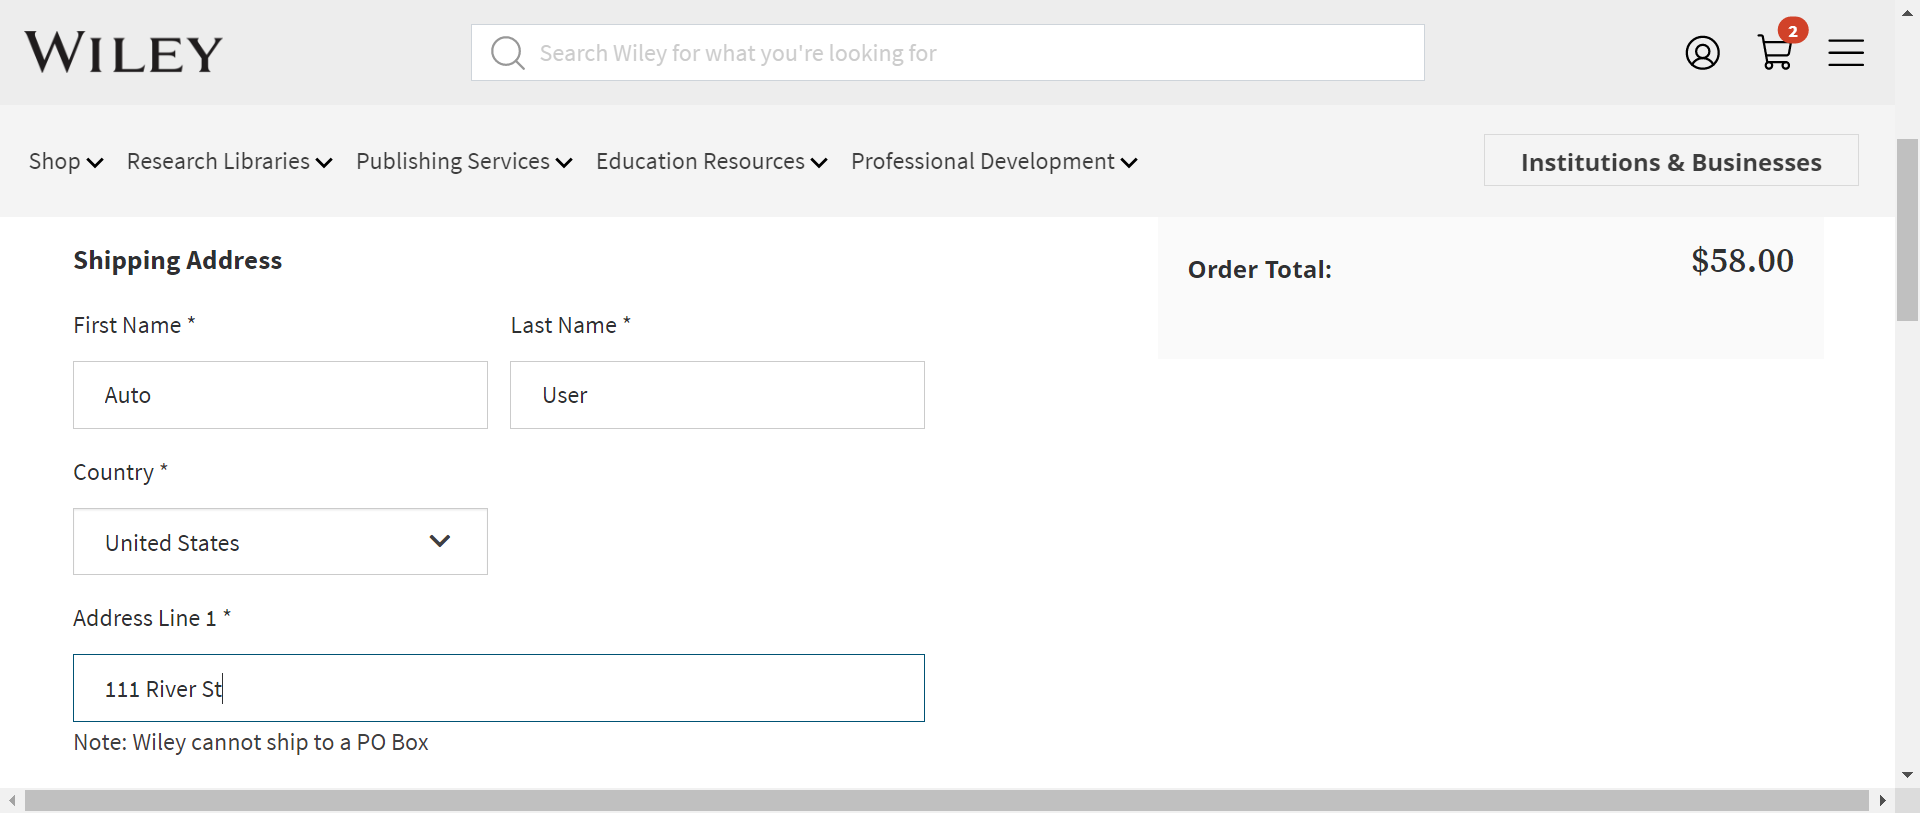 WILEY
Search Wiley for what you're looking for
2
Shop Research Libraries Publishing Services Education Resources Professional Development Institutions & Businesses
Shipping Address
Order Total: $58.00
First Name * Last Name *
Auto User
Country *
United States
Address Line 1 *
111 River St
Note: Wiley cannot ship to a PO Box